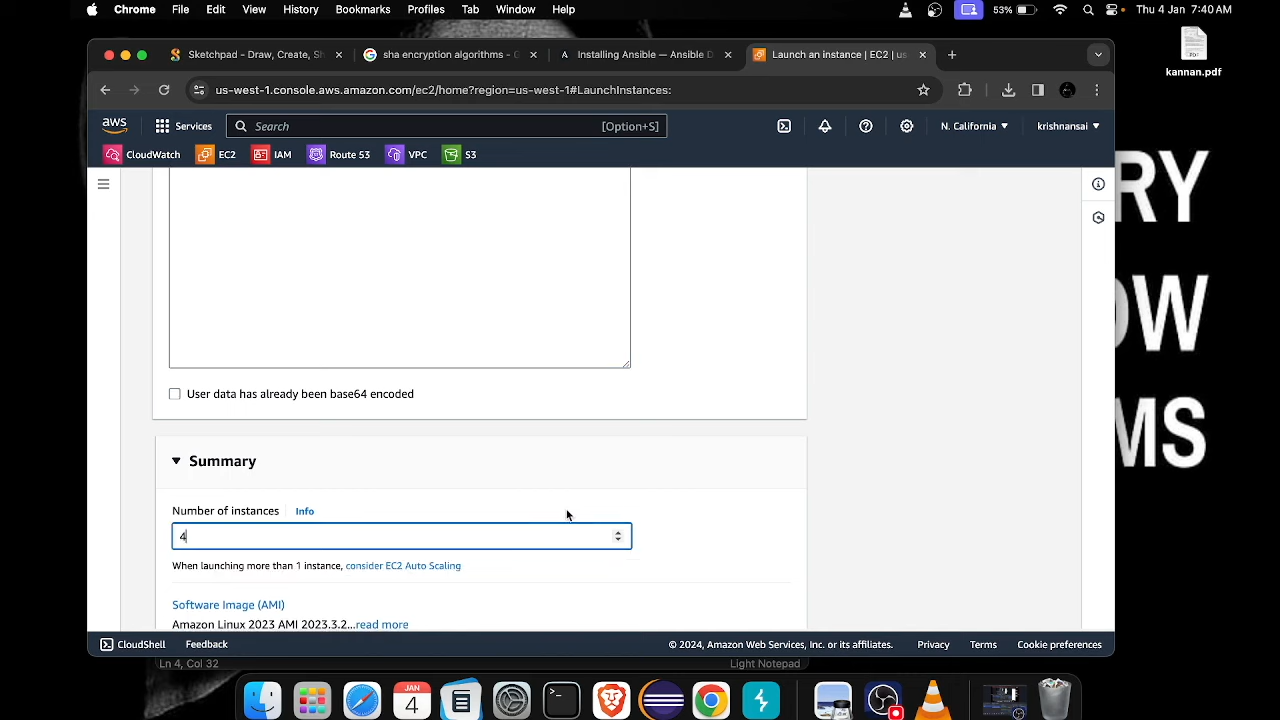 Chrome File Edit View History Bookmarks Profiles Tab Window Help 55% Thu 4 Jan 7:40 AM
kannan.pdf
Sketchpad - Draw, Create, S
sha encryption algorithms - G
Installing Ansible — Ansible D
Launch an instance | EC2 | us
us-west-1.console.aws.amazon.com/ec2/home?region=us-west-1#LaunchInstances:
aws Services Search [Option+S] N. California krishnansai
CloudWatch EC2 IAM Route 53 VPC S3
RY
OW
MS
User data has already been base64 encoded
Summary
Number of instances Info
4
When launching more than 1 instance, consider EC2 Auto Scaling
Software Image (AMI)
Amazon Linux 2023 AMI 2023.3.2...read more
CloudShell Feedback © 2024, Amazon Web Services, Inc. or its affiliates. Privacy Terms Cookie preferences
Ln 4, Col 32 Light Notepad
JAN
4